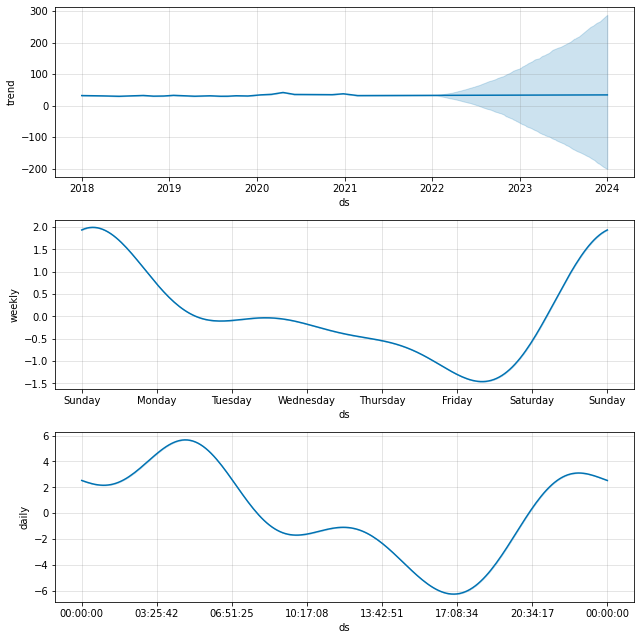 300
200
100
0
−100
−200
trend
2018 2019 2020 2021 2022 2023 2024
ds
2.0
1.5
1.0
0.5
0.0
−0.5
−1.0
−1.5
weekly
Sunday Monday Tuesday Wednesday Thursday Friday Saturday Sunday
ds
6
4
2
0
−2
−4
−6
daily
00:00:00 03:25:42 06:51:25 10:17:08 13:42:51 17:08:34 20:34:17 00:00:00
ds